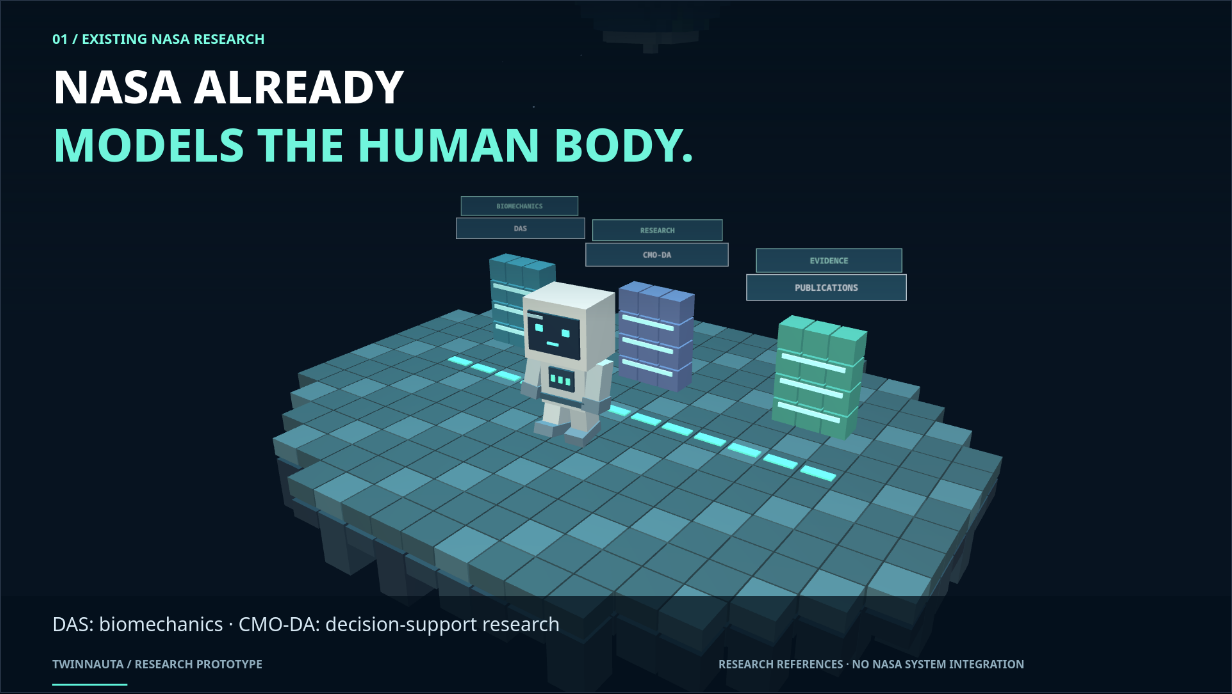 01 / EXISTING NASA RESEARCH
NASA ALREADY
MODELS THE HUMAN BODY.
BIOMECHANICS
DAS
RESEARCH
CMO-DA
EVIDENCE
PUBLICATIONS
DAS: biomechanics · CMO-DA: decision-support research
TWINNAUTA / RESEARCH PROTOTYPE
RESEARCH REFERENCES · NO NASA SYSTEM INTEGRATION